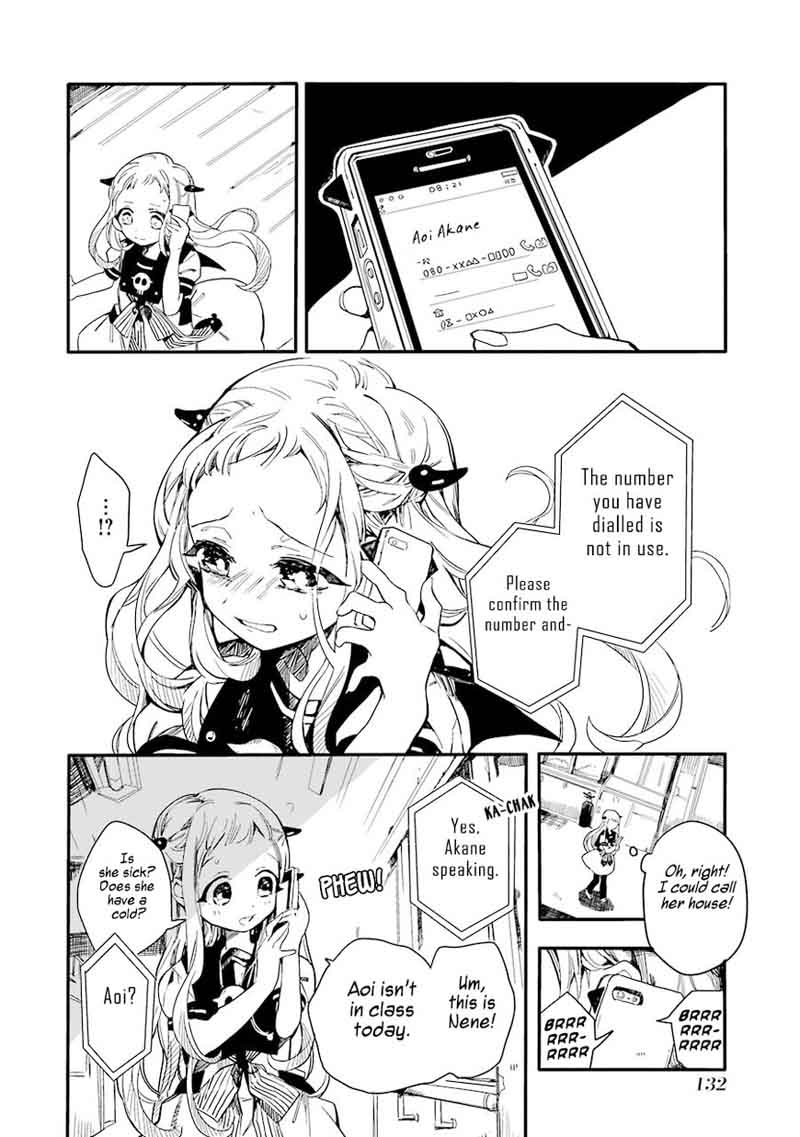 08:21
Aoi Akane
080-××△△-□□□□
The number
you have
dialled is
not in use.
Please
confirm the
number and-
...
!?
Oh, right!
I could call
her house!
BRRR
RRR-
RRRR
BRRR
RRR-
RRRR
KA-CHAK
Yes,
Akane
speaking.
PHEW!
Um,
this is
Nene!
Aoi isn't
in class
today.
Is
she sick?
Does she
have a
cold?
Aoi?
132